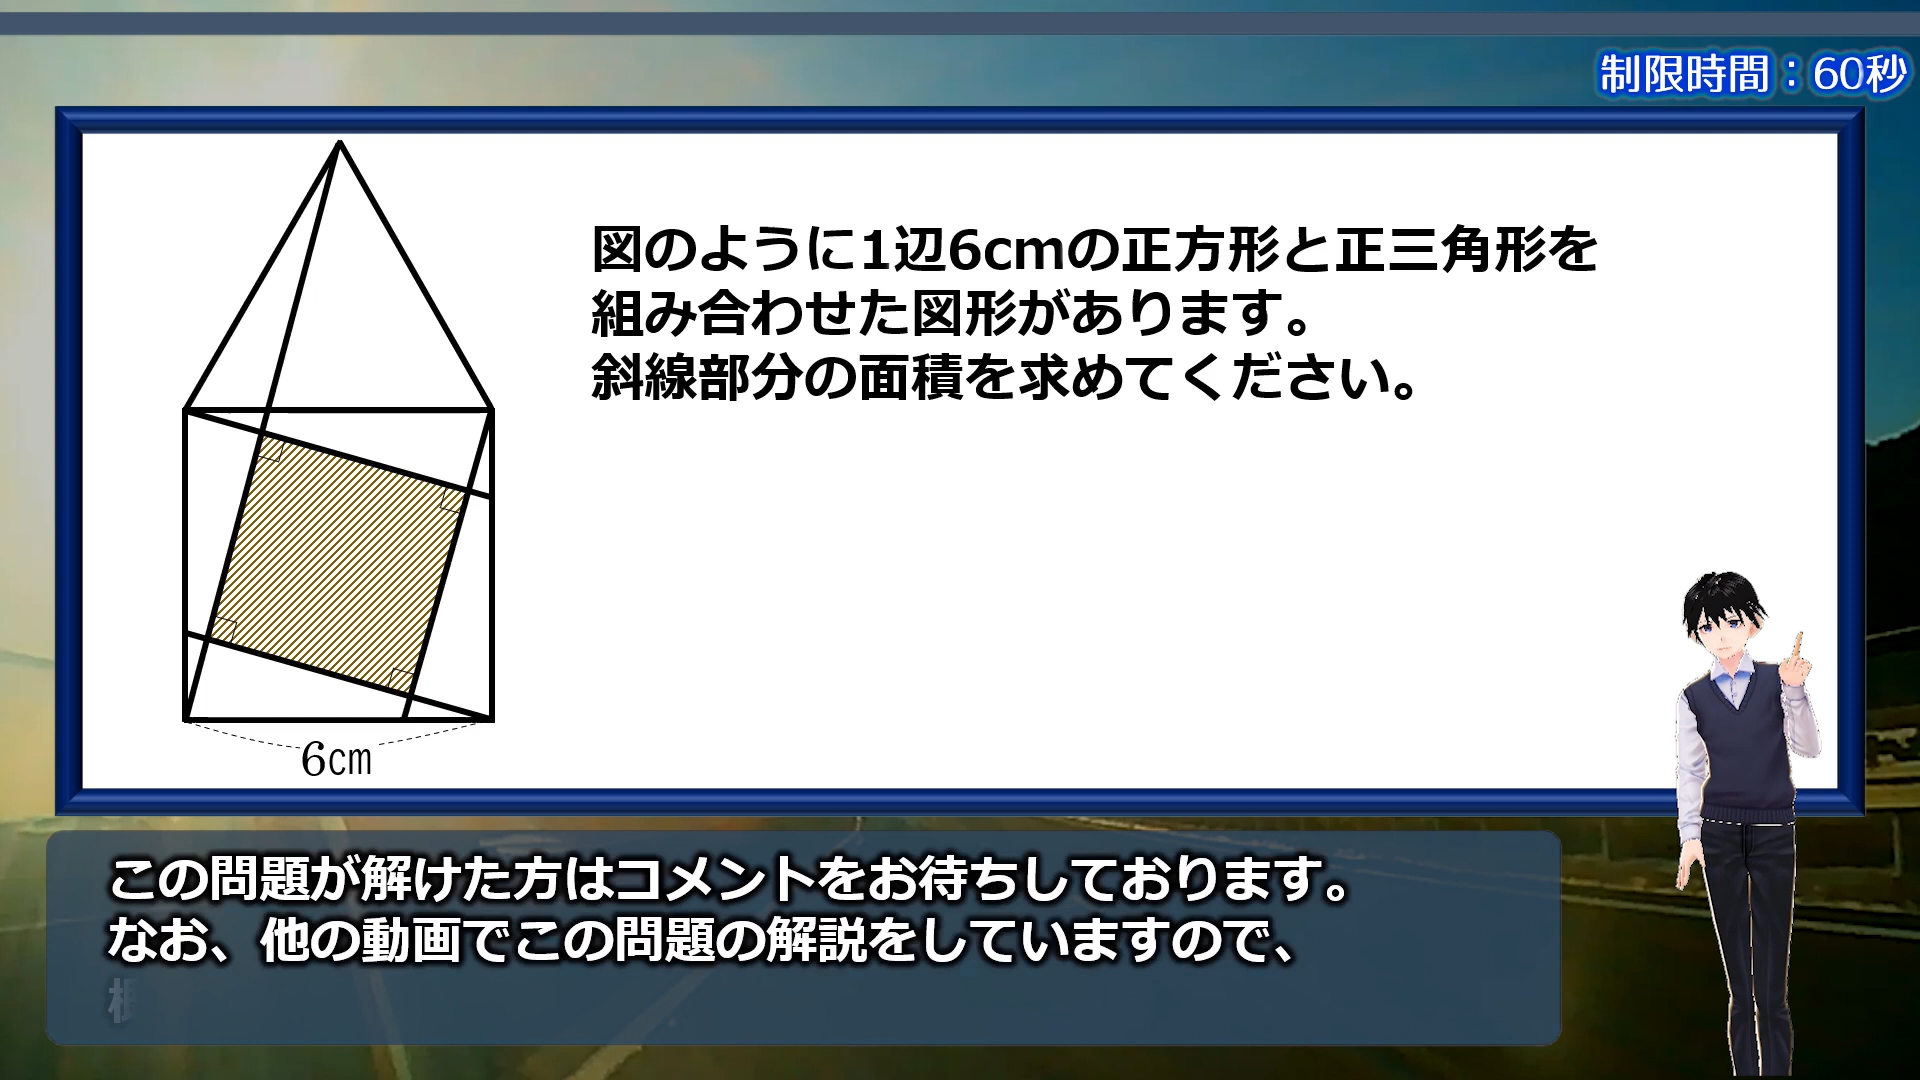 制限時間：60秒
図のように1辺6cmの正方形と正三角形を
組み合わせた図形があります。
斜線部分の面積を求めてください。
6cm
この問題が解けた方はコメントをお待ちしております。
なお、他の動画でこの問題の解説をしていますので、